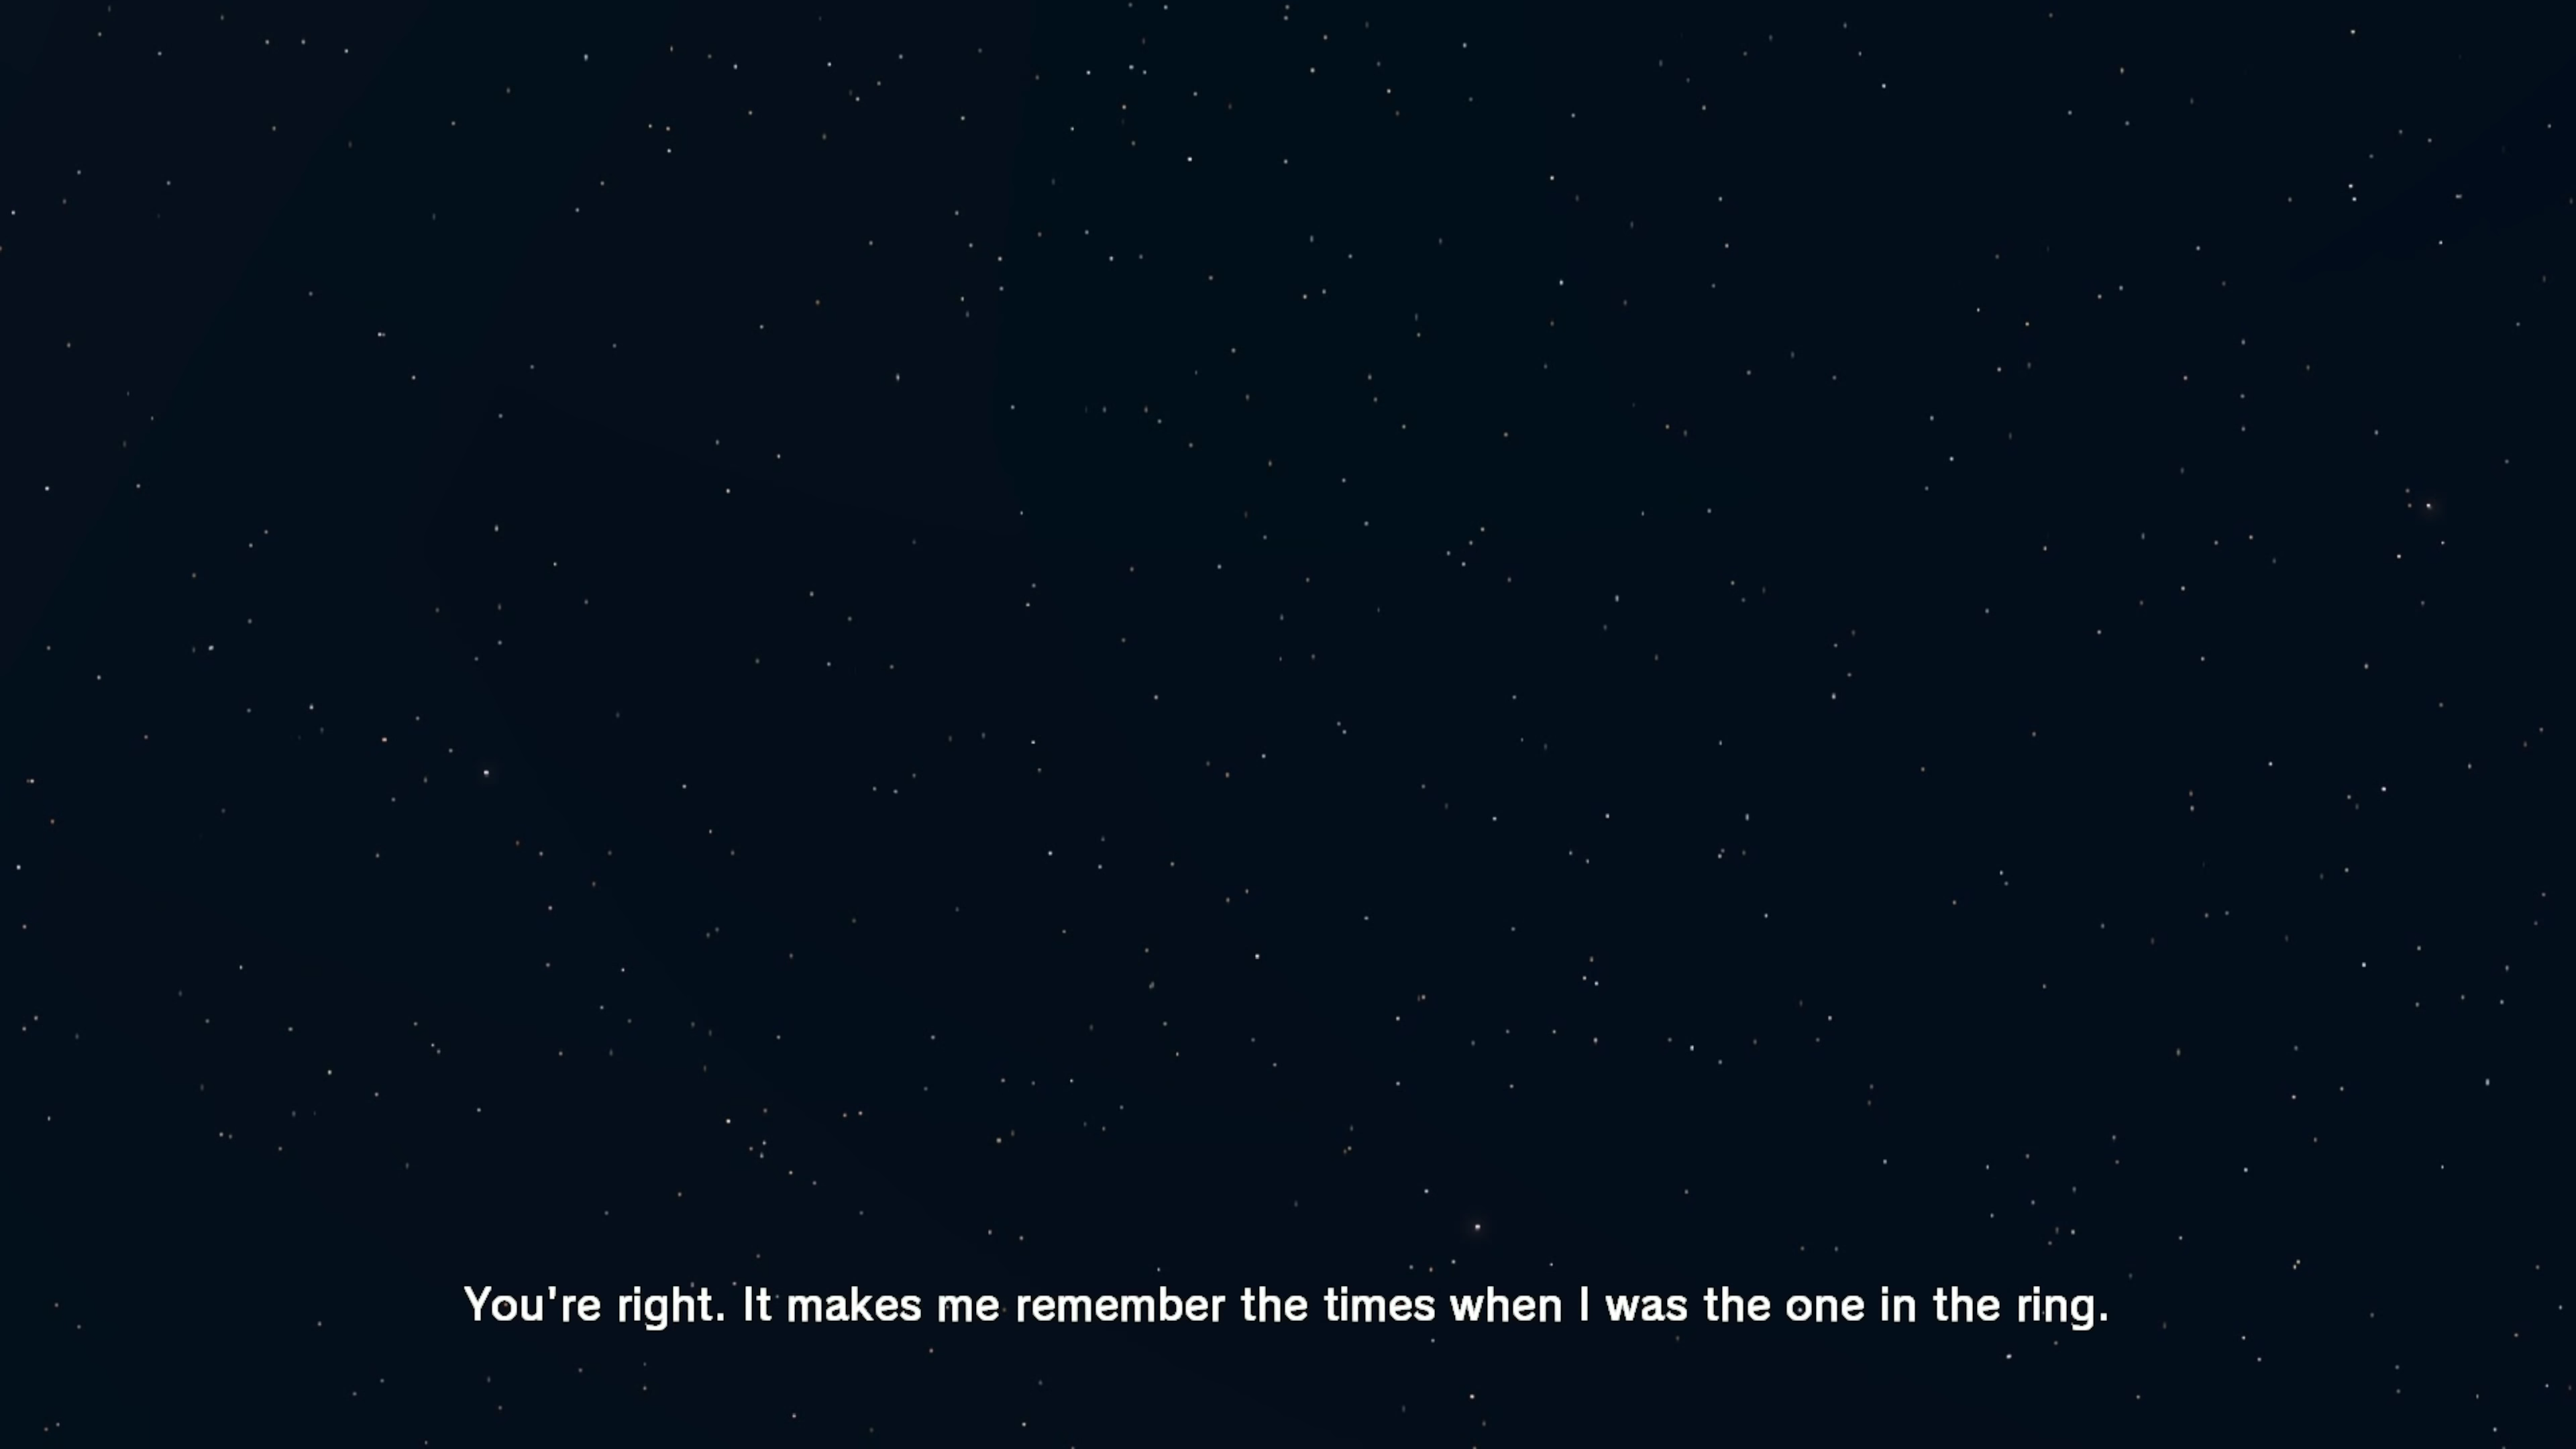 You're right. It makes me remember the times when I was the one in the ring.